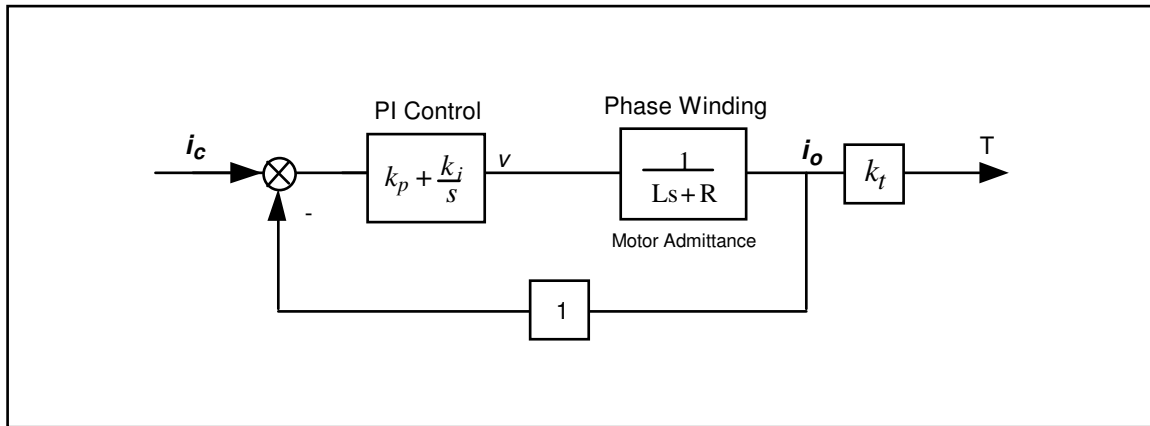 PI Control
Phase Winding
i_c
k_p + k_i/s
v
1/(Ls+R)
i_o
k_t
T
-
Motor Admittance
1